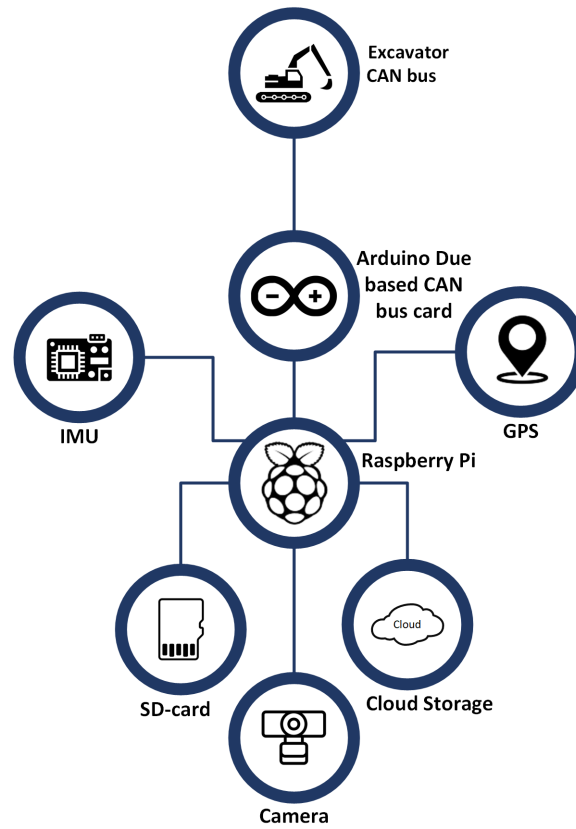 Excavator
CAN bus
Arduino Due
based CAN
bus card
IMU
GPS
Raspberry Pi
Cloud
SD-card
Cloud Storage
Camera